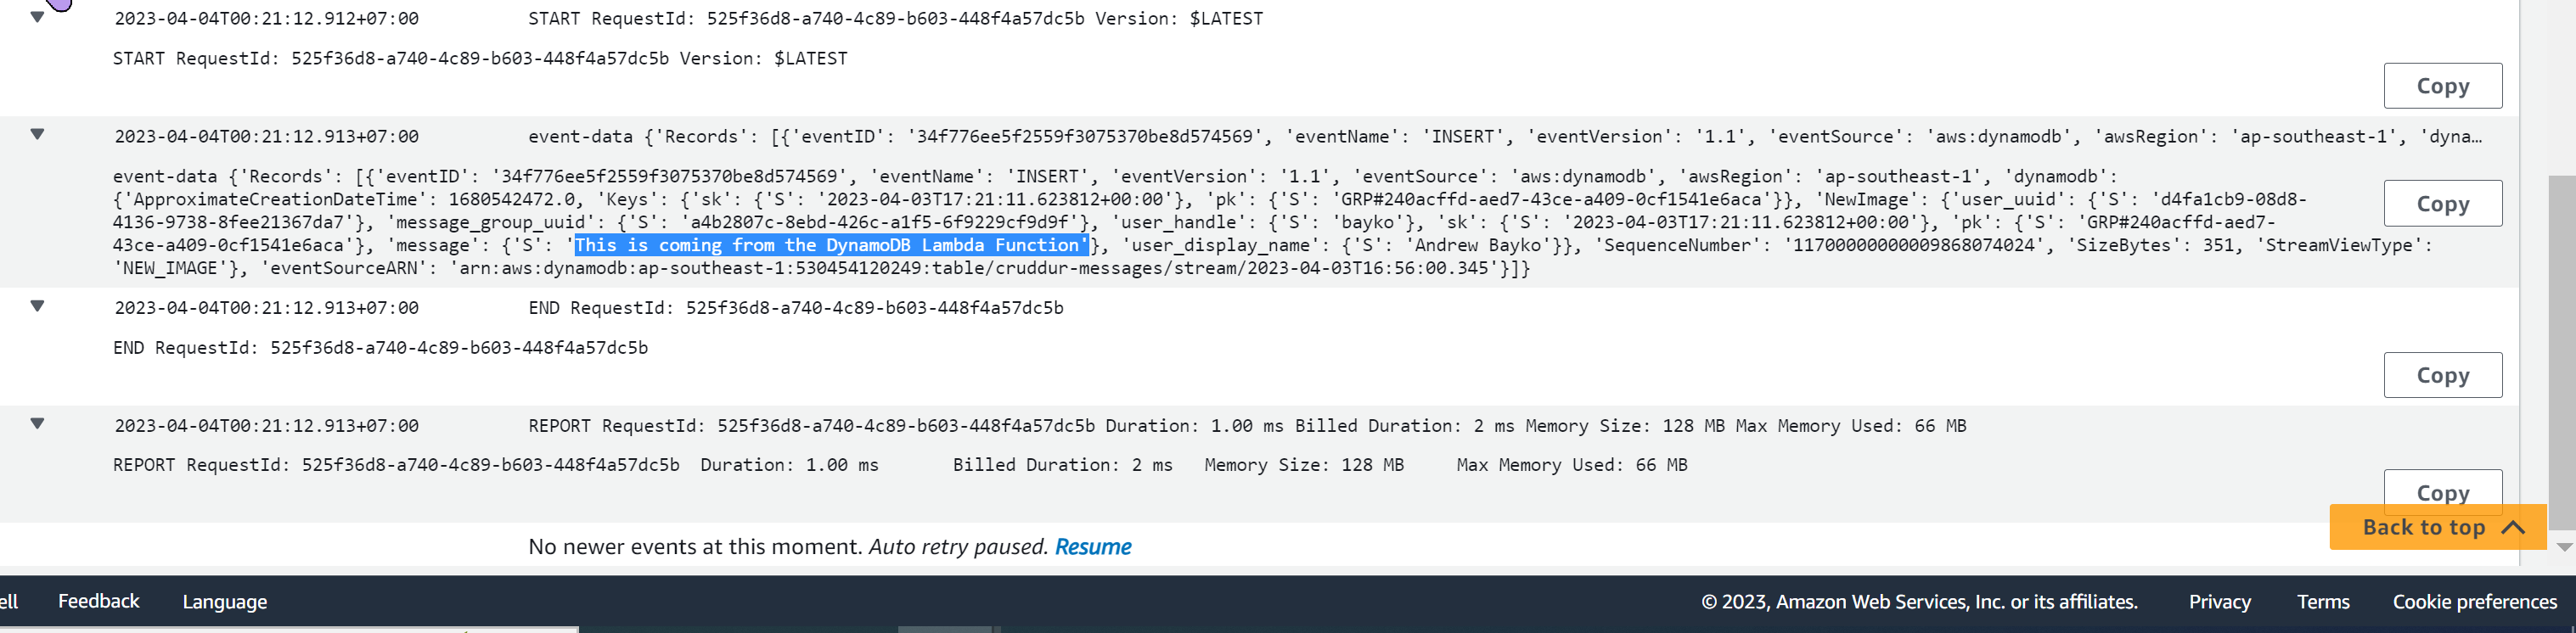 2023-04-04T00:21:12.912+07:00 START RequestId: 525f36d8-a740-4c89-b603-448f4a57dc5b Version: $LATEST
START RequestId: 525f36d8-a740-4c89-b603-448f4a57dc5b Version: $LATEST
Copy
2023-04-04T00:21:12.913+07:00 event-data {'Records': [{'eventID': '34f776ee5f2559f3075370be8d574569', 'eventName': 'INSERT', 'eventVersion': '1.1', 'eventSource': 'aws:dynamodb', 'awsRegion': 'ap-southeast-1', 'dyna…
event-data {'Records': [{'eventID': '34f776ee5f2559f3075370be8d574569', 'eventName': 'INSERT', 'eventVersion': '1.1', 'eventSource': 'aws:dynamodb', 'awsRegion': 'ap-southeast-1', 'dynamodb':
{'ApproximateCreationDateTime': 1680542472.0, 'Keys': {'sk': {'S': '2023-04-03T17:21:11.623812+00:00'}, 'pk': {'S': 'GRP#240acffd-aed7-43ce-a409-0cf1541e6aca'}}, 'NewImage': {'user_uuid': {'S': 'd4fa1cb9-08d8-
4136-9738-8fee21367da7'}, 'message_group_uuid': {'S': 'a4b2807c-8ebd-426c-a1f5-6f9229cf9d9f'}, 'user_handle': {'S': 'bayko'}, 'sk': {'S': '2023-04-03T17:21:11.623812+00:00'}, 'pk': {'S': 'GRP#240acffd-aed7-
43ce-a409-0cf1541e6aca'}, 'message': {'S': 'This is coming from the DynamoDB Lambda Function'}, 'user_display_name': {'S': 'Andrew Bayko'}}, 'SequenceNumber': '11700000000009868074024', 'SizeBytes': 351, 'StreamViewType':
'NEW_IMAGE'}, 'eventSourceARN': 'arn:aws:dynamodb:ap-southeast-1:530454120249:table/cruddur-messages/stream/2023-04-03T16:56:00.345'}]}
Copy
2023-04-04T00:21:12.913+07:00 END RequestId: 525f36d8-a740-4c89-b603-448f4a57dc5b
END RequestId: 525f36d8-a740-4c89-b603-448f4a57dc5b
Copy
2023-04-04T00:21:12.913+07:00 REPORT RequestId: 525f36d8-a740-4c89-b603-448f4a57dc5b Duration: 1.00 ms Billed Duration: 2 ms Memory Size: 128 MB Max Memory Used: 66 MB
REPORT RequestId: 525f36d8-a740-4c89-b603-448f4a57dc5b Duration: 1.00 ms Billed Duration: 2 ms Memory Size: 128 MB Max Memory Used: 66 MB
Copy
Back to top
No newer events at this moment. Auto retry paused. Resume
ell Feedback Language © 2023, Amazon Web Services, Inc. or its affiliates. Privacy Terms Cookie preferences